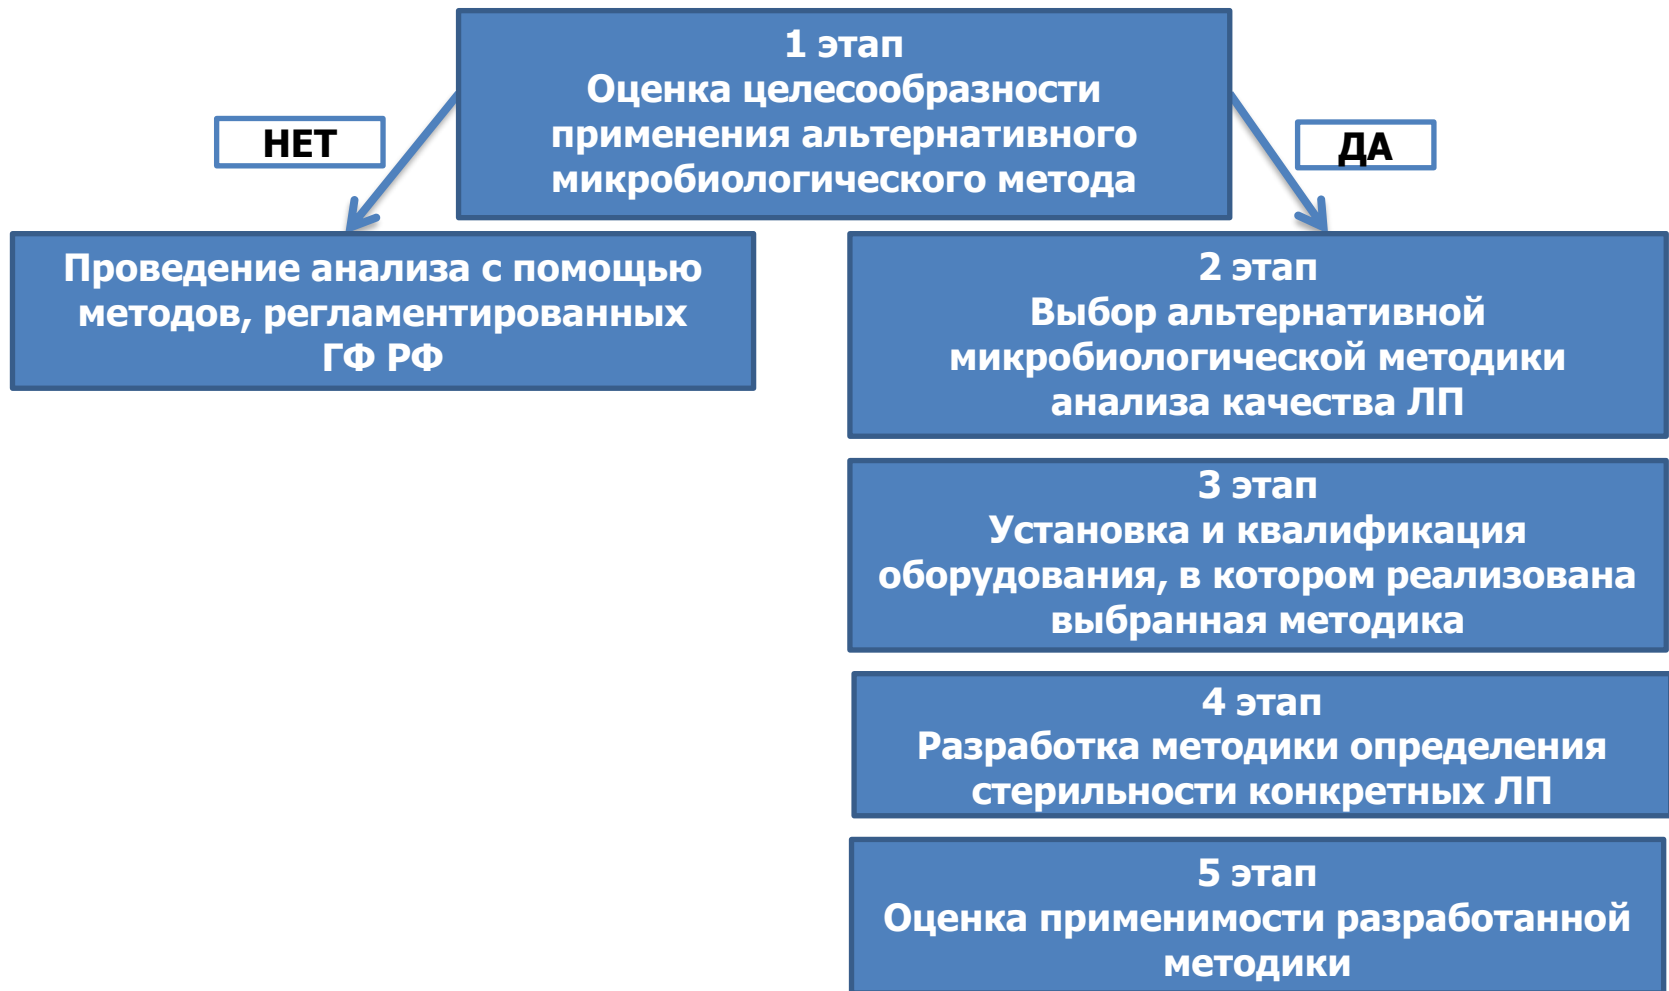 1 этап
Оценка целесообразности
применения альтернативного
микробиологического метода
НЕТ
ДА
Проведение анализа с помощью
методов, регламентированных
ГФ РФ
2 этап
Выбор альтернативной
микробиологической методики
анализа качества ЛП
3 этап
Установка и квалификация
оборудования, в котором реализована
выбранная методика
4 этап
Разработка методики определения
стерильности конкретных ЛП
5 этап
Оценка применимости разработанной
методики